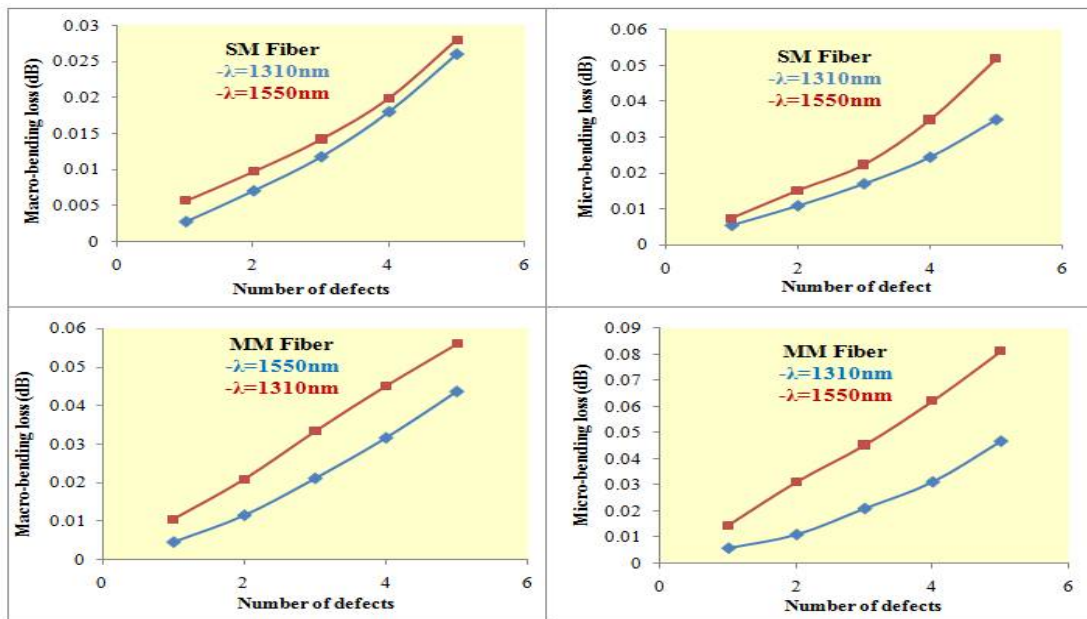 0.03
0.025
0.02
0.015
0.01
0.005
0
0 2 4 6
Macro-bending loss (dB)
Number of defects
SM Fiber
-λ=1310nm
-λ=1550nm
0.06
0.05
0.04
0.03
0.02
0.01
0
0 2 4 6
Micro-bending loss (dB)
Number of defect
SM Fiber
-λ=1310nm
-λ=1550nm
0.06
0.05
0.04
0.03
0.02
0.01
0
0 2 4 6
Macro-bending loss (dB)
Number of defects
MM Fiber
-λ=1550nm
-λ=1310nm
0.09
0.08
0.07
0.06
0.05
0.04
0.03
0.02
0.01
0
0 2 4 6
Micro-bending loss (dB)
Number of defects
MM Fiber
-λ=1310nm
-λ=1550nm